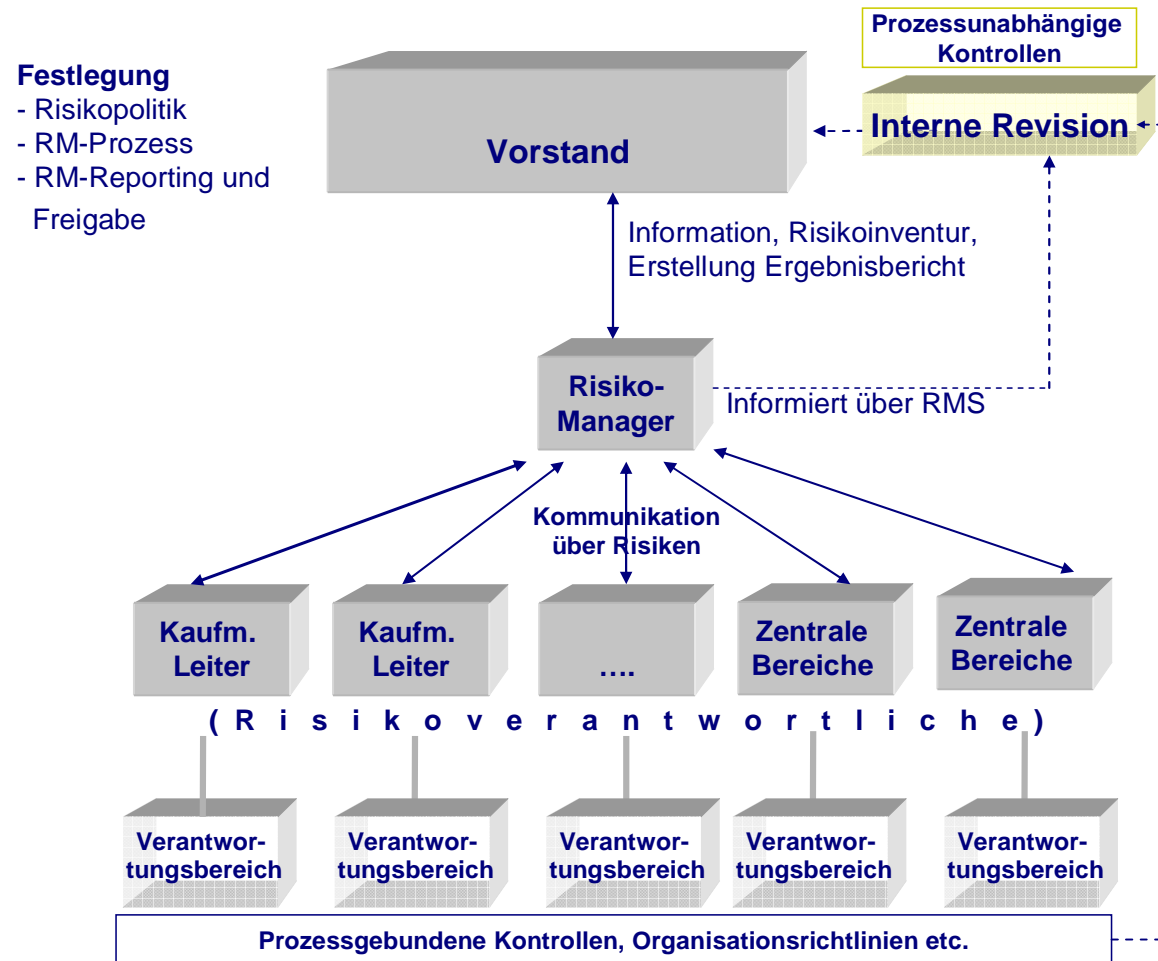 Prozessunabhängige
Kontrollen
Festlegung
- Risikopolitik
- RM-Prozess
- RM-Reporting und
Freigabe
Vorstand
Interne Revision
Information, Risikoinventur,
Erstellung Ergebnisbericht
Risiko-
Manager
Informiert über RMS
Kommunikation
über Risiken
Kaufm.
Leiter
Kaufm.
Leiter
....
Zentrale
Bereiche
Zentrale
Bereiche
( R i s i k o v e r a n t w o r t l i c h e )
Verantwor-
tungsbereich
Verantwor-
tungsbereich
Verantwor-
tungsbereich
Verantwor-
tungsbereich
Verantwor-
tungsbereich
Prozessgebundene Kontrollen, Organisationsrichtlinien etc.